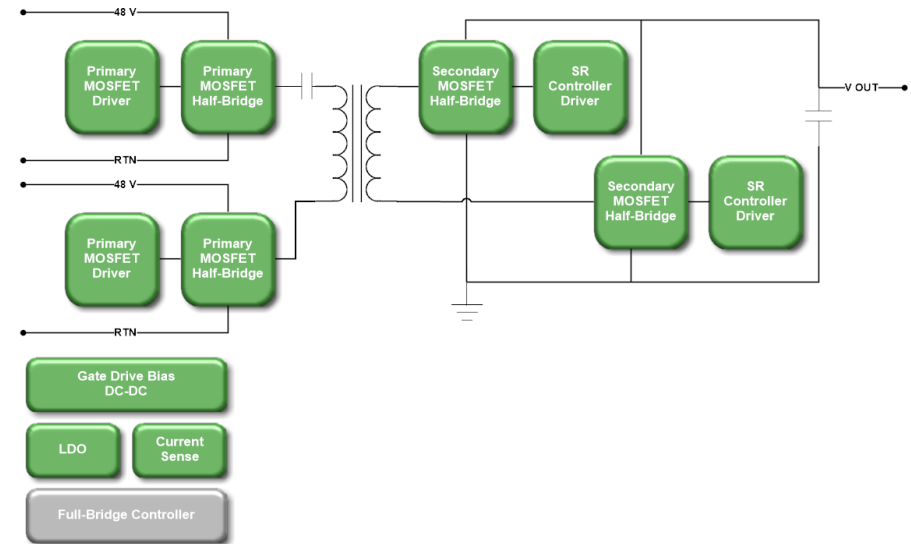 48 V
Primary
MOSFET
Driver
Primary
MOSFET
Half-Bridge
RTN
48 V
Primary
MOSFET
Driver
Primary
MOSFET
Half-Bridge
RTN
Secondary
MOSFET
Half-Bridge
SR
Controller
Driver
V OUT
Secondary
MOSFET
Half-Bridge
SR
Controller
Driver
Gate Drive Bias
DC-DC
LDO
Current
Sense
Full-Bridge Controller